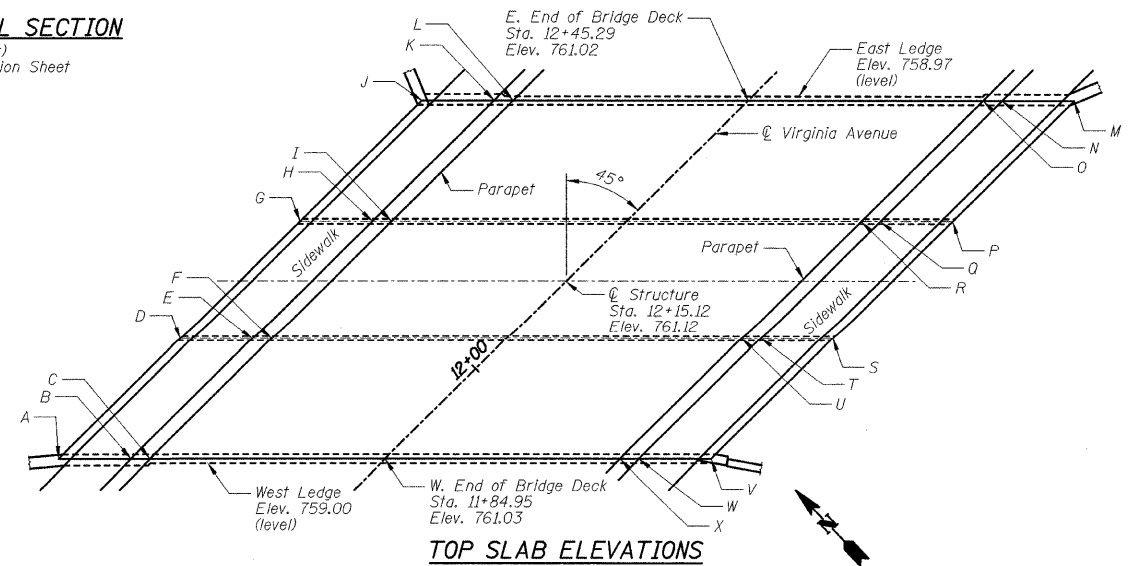 L SECTION
ion Sheet
E. End of Bridge Deck
Sta. 12+45.29
Elev. 761.02
L
K
J
East Ledge
Elev. 758.97
(level)
M
N
O
℄ Virginia Avenue
45°
I
H
G
Parapet
Sidewalk
Parapet
P
Q
R
F
E
D
℄ Structure
Sta. 12+15.12
Elev. 761.12
Sidewalk
12+00
S
T
U
C
B
A
V
W
X
West Ledge
Elev. 759.00
(level)
W. End of Bridge Deck
Sta. 11+84.95
Elev. 761.03
N
TOP SLAB ELEVATIONS